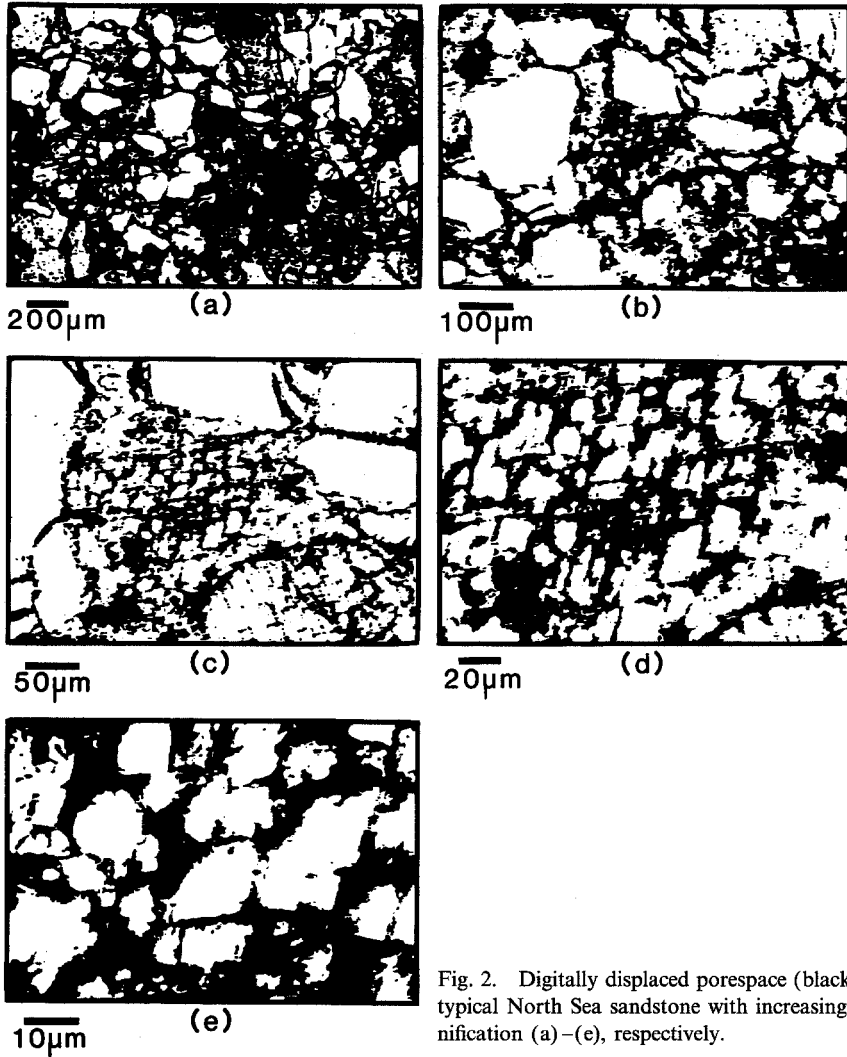 (a)
200μm
(b)
100μm
(c)
50μm
(d)
20μm
(e)
10μm
Fig. 2. Digitally displaced porespace (black
typical North Sea sandstone with increasing
nification (a)–(e), respectively.